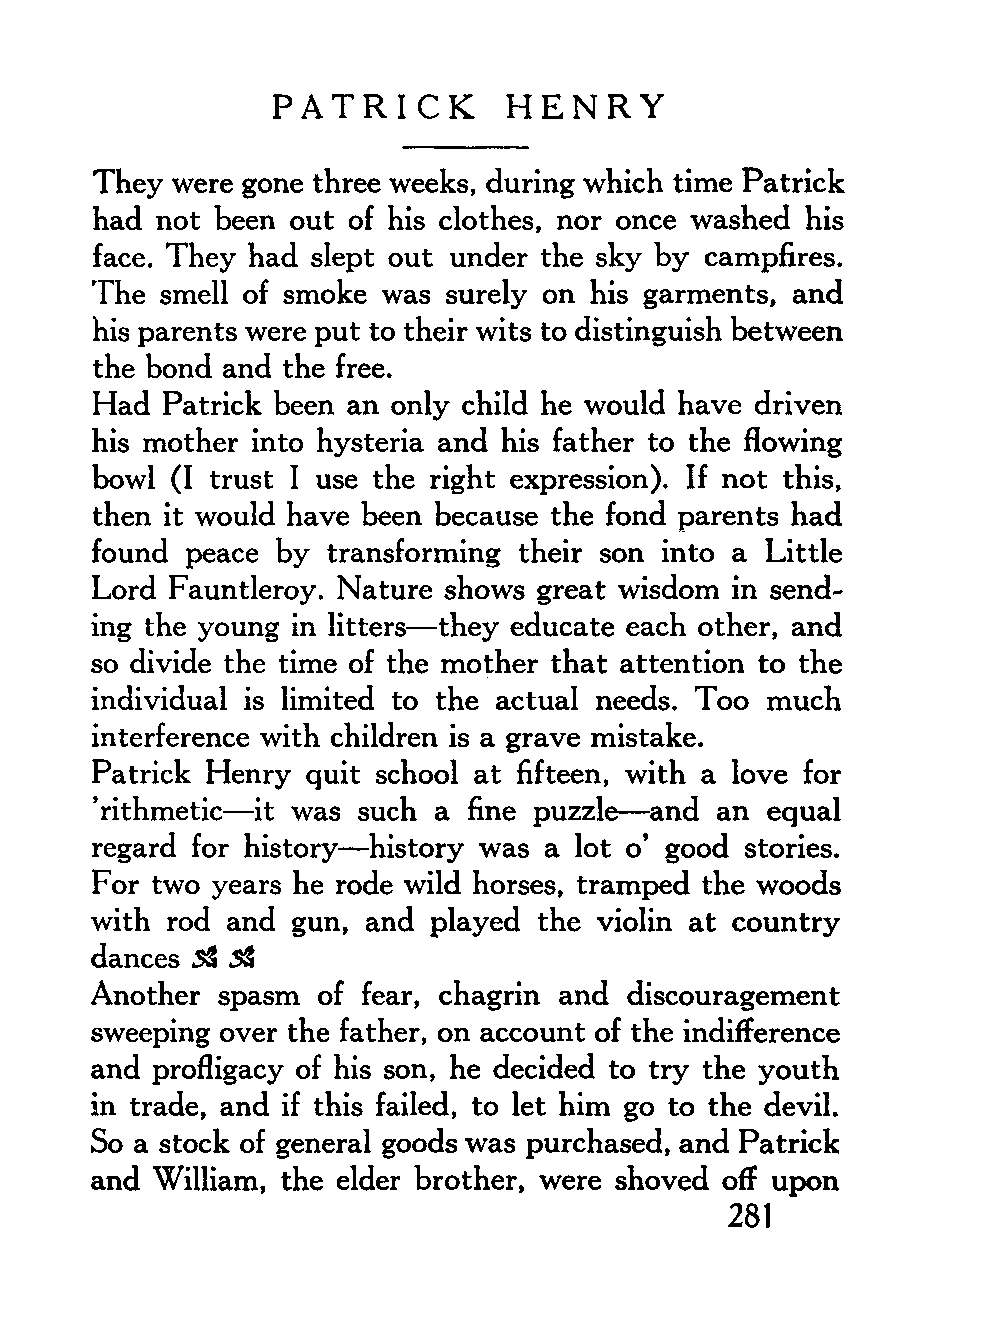 PATRICK HENRY
They were gone three weeks, during which time Patrick
had not been out of his clothes, nor once washed his
face. They had slept out under the sky by campfires.
The smell of smoke was surely on his garments, and
his parents were put to their wits to distinguish between
the bond and the free.
Had Patrick been an only child he would have driven
his mother into hysteria and his father to the flowing
bowl (I trust I use the right expression). If not this,
then it would have been because the fond parents had
found peace by transforming their son into a Little
Lord Fauntleroy. Nature shows great wisdom in send-
ing the young in litters—they educate each other, and
so divide the time of the mother that attention to the
individual is limited to the actual needs. Too much
interference with children is a grave mistake.
Patrick Henry quit school at fifteen, with a love for
’rithmetic—it was such a fine puzzle—and an equal
regard for history—history was a lot o’ good stories.
For two years he rode wild horses, tramped the woods
with rod and gun, and played the violin at country
dances
Another spasm of fear, chagrin and discouragement
sweeping over the father, on account of the indifference
and profligacy of his son, he decided to try the youth
in trade, and if this failed, to let him go to the devil.
So a stock of general goods was purchased, and Patrick
and William, the elder brother, were shoved off upon
281